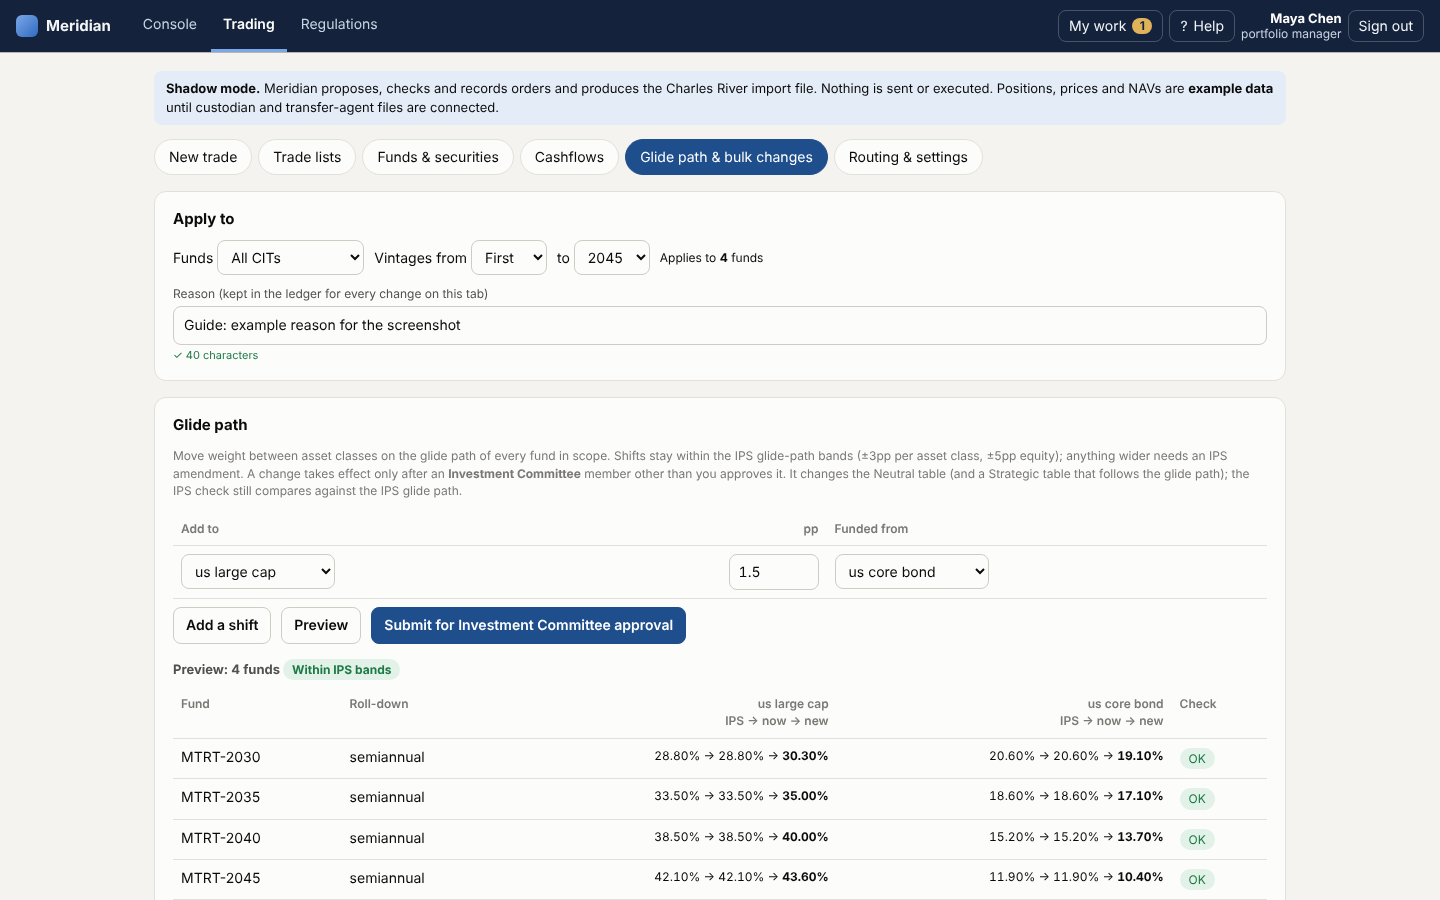 Meridian Console Trading Regulations My work 1 ? Help Maya Chen portfolio manager Sign out
Shadow mode. Meridian proposes, checks and records orders and produces the Charles River import file. Nothing is sent or executed. Positions, prices and NAVs are example data
until custodian and transfer-agent files are connected.
New trade Trade lists Funds & securities Cashflows Glide path & bulk changes Routing & settings
Apply to
Funds All CITs Vintages from First to 2045 Applies to 4 funds
Reason (kept in the ledger for every change on this tab)
Guide: example reason for the screenshot
✓ 40 characters
Glide path
Move weight between asset classes on the glide path of every fund in scope. Shifts stay within the IPS glide-path bands (±3pp per asset class, ±5pp equity); anything wider needs an IPS
amendment. A change takes effect only after an Investment Committee member other than you approves it. It changes the Neutral table (and a Strategic table that follows the glide path); the
IPS check still compares against the IPS glide path.
Add to pp Funded from
us large cap 1.5 us core bond
Add a shift Preview Submit for Investment Committee approval
Preview: 4 funds Within IPS bands
Fund Roll-down us large cap us core bond Check
IPS → now → new IPS → now → new
MTRT-2030 semiannual 28.80% → 28.80% → 30.30% 20.60% → 20.60% → 19.10% OK
MTRT-2035 semiannual 33.50% → 33.50% → 35.00% 18.60% → 18.60% → 17.10% OK
MTRT-2040 semiannual 38.50% → 38.50% → 40.00% 15.20% → 15.20% → 13.70% OK
MTRT-2045 semiannual 42.10% → 42.10% → 43.60% 11.90% → 11.90% → 10.40% OK